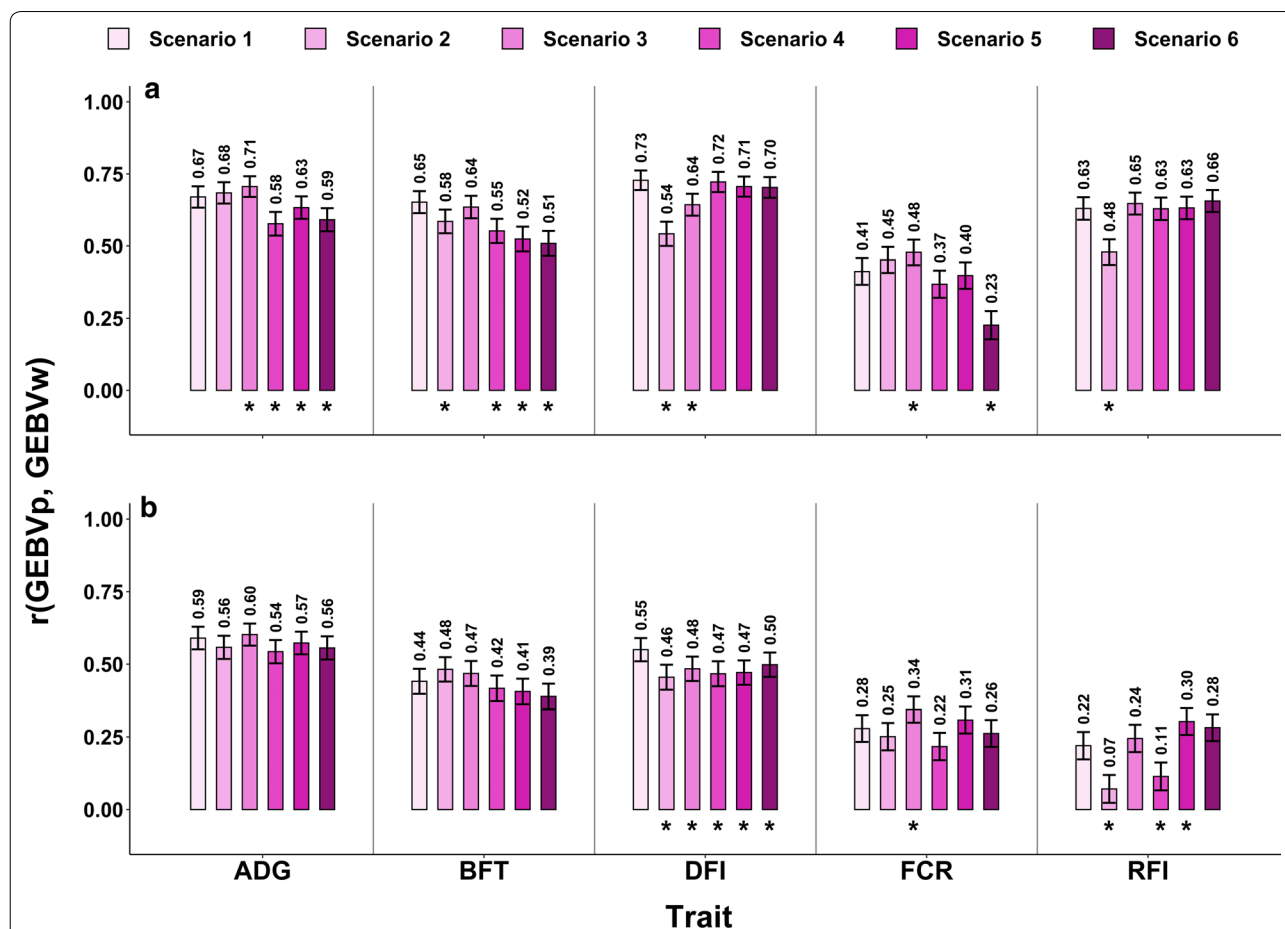 Scenario 1 Scenario 2 Scenario 3 Scenario 4 Scenario 5 Scenario 6
r(GEBVp, GEBVw)
a
1.00
0.75
0.50
0.25
0.00
0.67 0.68 0.71 0.58 0.63 0.59
0.65 0.58 0.64 0.55 0.52 0.51
0.73 0.54 0.64 0.72 0.71 0.70
0.41 0.45 0.48 0.37 0.40 0.23
0.63 0.48 0.65 0.63 0.63 0.66
* * * *
* * * *
* *
* *
*
b
1.00
0.75
0.50
0.25
0.00
0.59 0.56 0.60 0.54 0.57 0.56
0.44 0.48 0.47 0.42 0.41 0.39
0.55 0.46 0.48 0.47 0.47 0.50
0.28 0.25 0.34 0.22 0.31 0.26
0.22 0.07 0.24 0.11 0.30 0.28
* * * * *
*
* * *
ADG BFT DFI FCR RFI
Trait